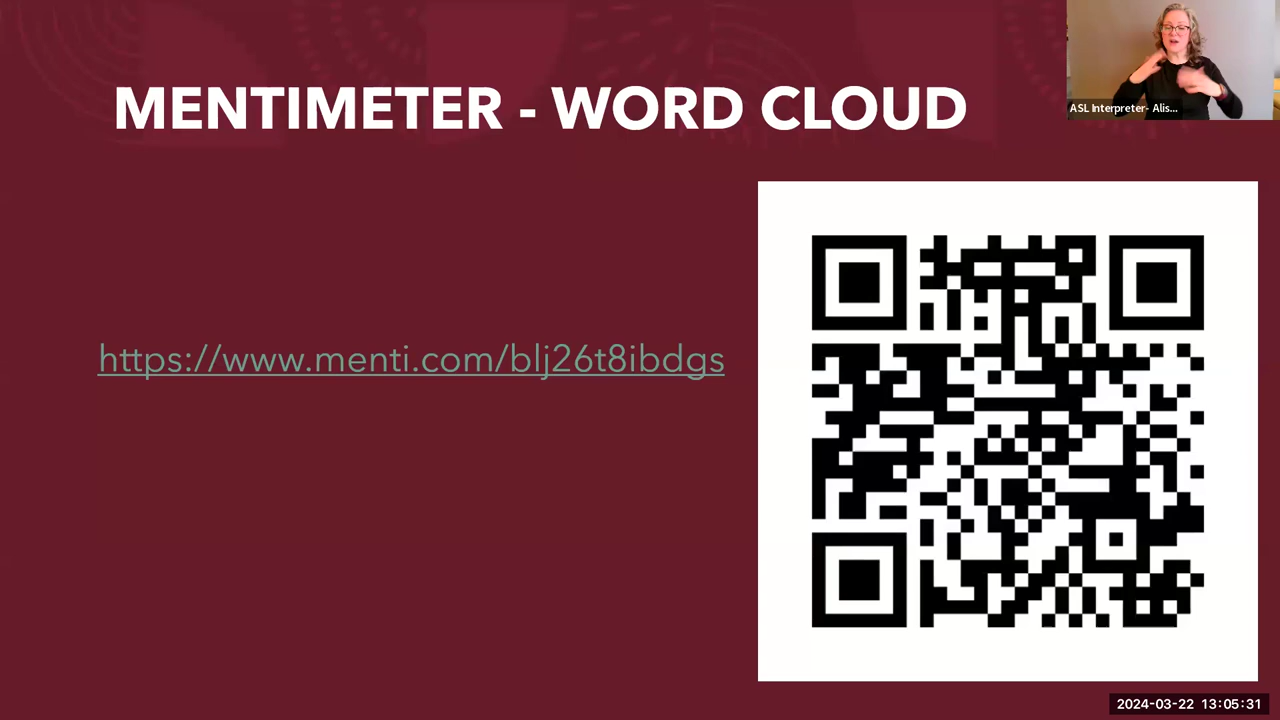 MENTIMETER - WORD CLOUD
ASL Interpreter- Alis...
https://www.menti.com/blj26t8ibdgs
2024-03-22 13:05:31